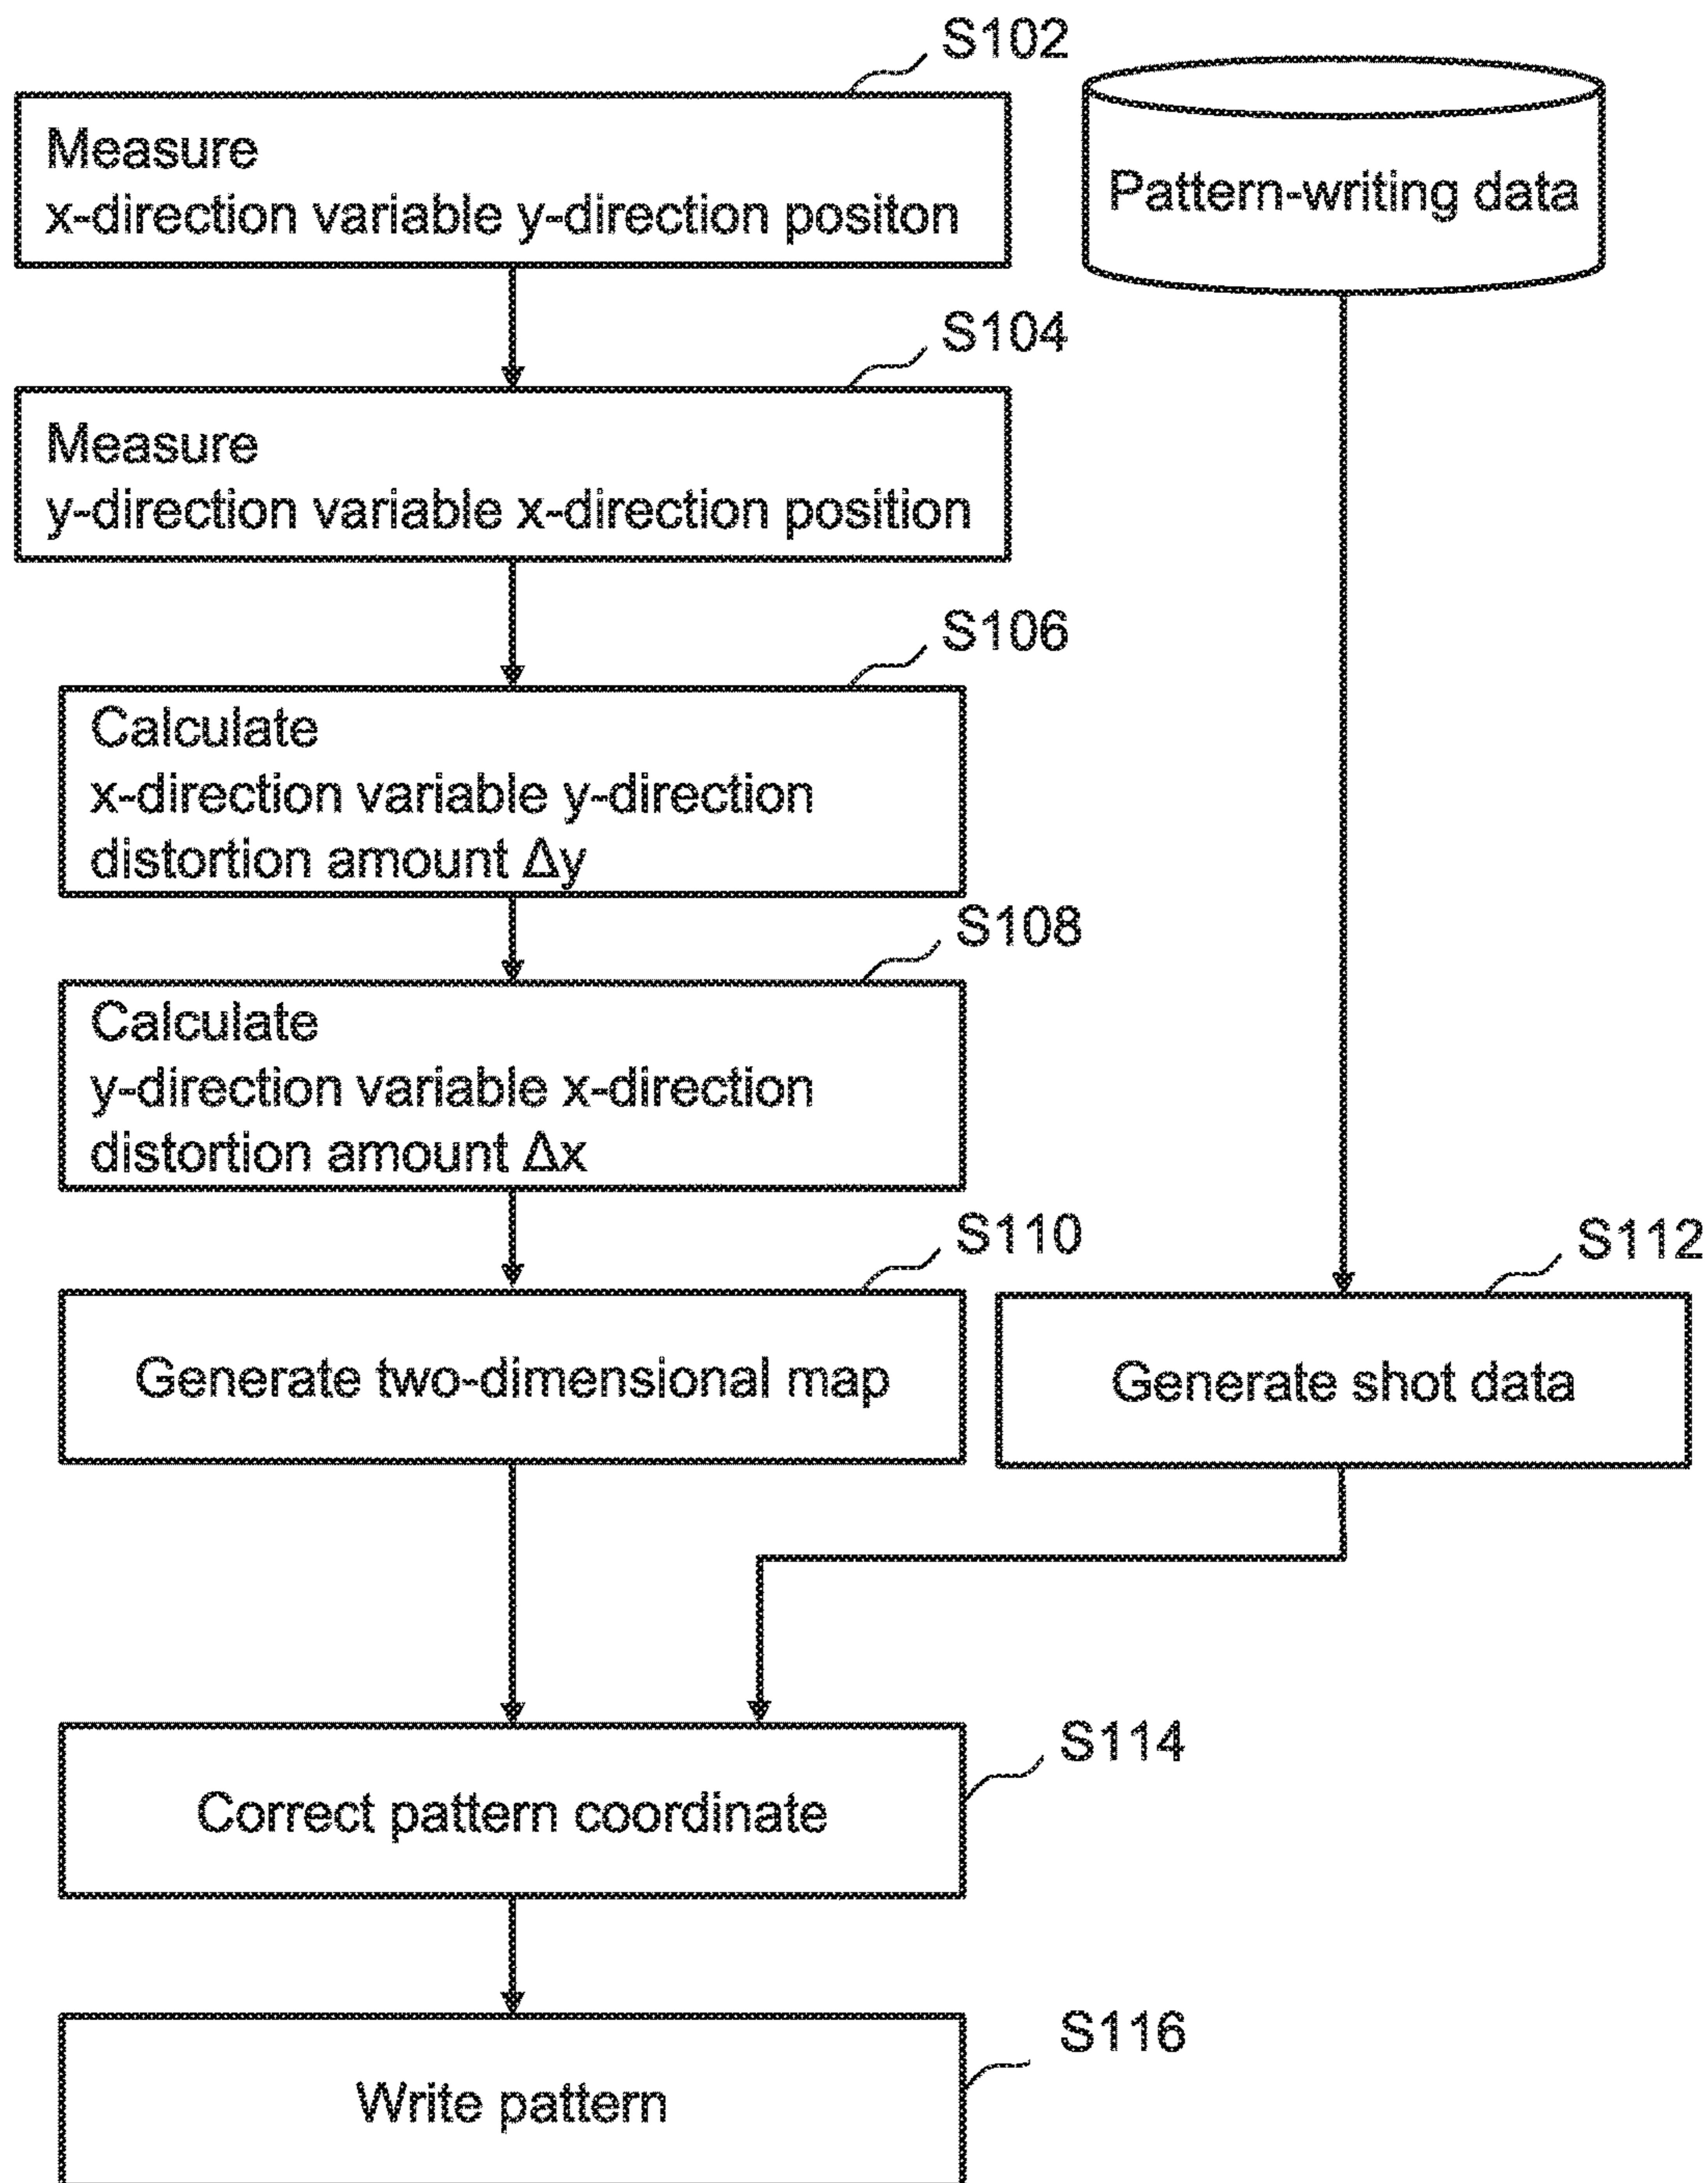 S102
Measure
x-direction variable y-direction positon
Pattern-writing data
S104
Measure
y-direction variable x-direction position
S106
Calculate
x-direction variable y-direction
distortion amount Δy
S108
Calculate
y-direction variable x-direction
distortion amount Δx
S110
Generate two-dimensional map
S112
Generate shot data
S114
Correct pattern coordinate
S116
Write pattern